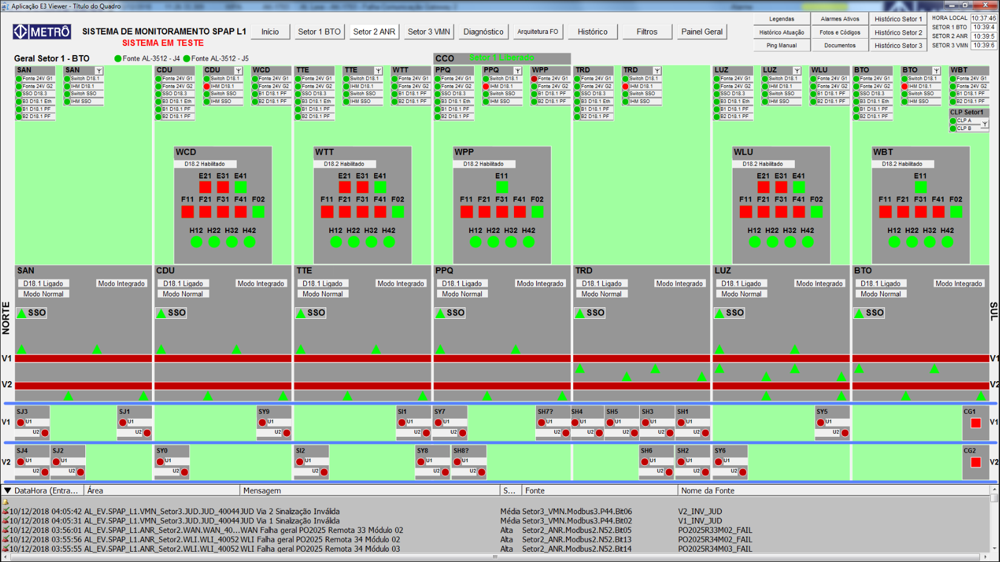 Aplicação E3 Viewer - Título do Quadro
METRÔ
SISTEMA DE MONITORAMENTO SPAP L1
SISTEMA EM TESTE
Início Setor 1 BTO Setor 2 ANR Setor 3 VMN Diagnóstico Arquitetura FO Histórico Filtros Painel Geral
Legendas Alarmes Ativos Histórico Setor 1
Histórico Atuação Fotos e Códigos Histórico Setor 2
Ping Manual Documentos Histórico Setor 3
HORA LOCAL 10:37:46
SETOR 1 BTO 10:39:4
SETOR 2 ANR 10:39:5
SETOR 3 VMN 10:39:6
Geral Setor 1 - BTO Fonte AL-3512 - J4 Fonte AL-3512 - J5
CCO Setor 1 Liberado
SAN
Fonte 24V G1
Fonte 24V G2
SSO D18.3
B3 D18.1 Eth
B1 D18.1 PF
B2 D18.1 PF
SAN
Switch D18.1
IHM D18.1
Switch SSO
IHM SSO
CDU
Fonte 24V G1
Fonte 24V G2
SSO D18.3
B3 D18.1 Eth
B1 D18.1 PF
B2 D18.1 PF
CDU
Switch D18.1
IHM D18.1
Switch SSO
IHM SSO
WCD
Fonte 24V G1
Fonte 24V G2
B1 D18.1 PF
B2 D18.1 PF
TTE
Fonte 24V G1
Fonte 24V G2
SSO D18.3
B3 D18.1 Eth
B1 D18.1 PF
B2 D18.1 PF
TTE
Switch D18.1
IHM D18.1
Switch SSO
IHM SSO
WTT
Fonte 24V G1
Fonte 24V G2
B1 D18.1 PF
B2 D18.1 PF
PPQ
Fonte 24V G1
Fonte 24V G2
SSO D18.3
B3 D18.1 Eth
B1 D18.1 PF
B2 D18.1 PF
PPQ
Switch D18.1
IHM D18.1
Switch SSO
IHM SSO
WPP
Fonte 24V G1
Fonte 24V G2
B1 D18.1 PF
B2 D18.1 PF
TRD
Fonte 24V G1
Fonte 24V G2
SSO D18.3
B3 D18.1 Eth
B1 D18.1 PF
B2 D18.1 PF
TRD
Switch D18.1
IHM D18.1
Switch SSO
IHM SSO
LUZ
Fonte 24V G1
Fonte 24V G2
SSO D18.3
B3 D18.1 Eth
B1 D18.1 PF
B2 D18.1 PF
LUZ
Switch D18.1
IHM D18.1
Switch SSO
IHM SSO
WLU
Fonte 24V G1
Fonte 24V G2
B1 D18.1 PF
B2 D18.1 PF
BTO
Fonte 24V G1
Fonte 24V G2
SSO D18.3
B3 D18.1 Eth
B1 D18.1 PF
B2 D18.1 PF
BTO
Switch D18.1
IHM D18.1
Switch SSO
IHM SSO
WBT
Fonte 24V G1
Fonte 24V G2
B1 D18.1 PF
B2 D18.1 PF
CLP Setor1
CLP A
CLP B
WCD
D18.2 Habilitado
E21 E31 E41
F11 F21 F31 F41 F02
H12 H22 H32 H42
WTT
D18.2 Habilitado
E21 E31 E41
F11 F21 F31 F41 F02
H12 H22 H32 H42
WPP
D18.2 Habilitado
E11
F11 F21 F31 F41 F02
H12 H22 H32 H42
WLU
D18.2 Habilitado
E21 E31 E41
F11 F21 F31 F41 F02
H12 H22 H32 H42
WBT
D18.2 Habilitado
E11
F11 F21 F31 F41 F02
H12 H22 H32 H42
NORTE
SAN
D18.1 Ligado Modo Integrado
Modo Normal
SSO
CDU
D18.1 Ligado Modo Integrado
Modo Normal
SSO
TTE
D18.1 Ligado Modo Integrado
Modo Normal
SSO
PPQ
D18.1 Ligado Modo Integrado
Modo Normal
SSO
TRD
D18.1 Ligado Modo Integrado
Modo Normal
SSO
LUZ
D18.1 Ligado Modo Integrado
Modo Normal
SSO
BTO
D18.1 Ligado Modo Integrado
Modo Normal
SSO
SUL
V1 V1
V2 V2
SJ3 SJ1 SY9 SI1 SY7 SH7? SH4 SH5 SH3 SH1 SY5 CG1
V1 U1 U1 U1 U1 U1 U1 U1 U1 U1 U1 U1 V1
U2 U2 U2 U2 U2 U2 U2 U2 U2 U2 U2
SJ4 SJ2 SY0 SI2 SY8 SH8? SH6 SH2 SY6 CG2
V2 U1 U1 U1 U1 U1 U1 U1 U1 U1 V2
U2 U2 U2 U2 U2 U2 U2 U2 U2
DataHora (Entra... Área Mensagem S... Fonte Nome da Fonte
10/12/2018 04:05:42 AL_EV.SPAP_L1.VMN_Setor3.JUD.JUD_40044 JUD Via 2 Sinalização Inválida Média Setor3_VMN.Modbus3.P44.Bit06 V2_INV_JUD
10/12/2018 04:05:31 AL_EV.SPAP_L1.VMN_Setor3.JUD.JUD_40044 JUD Via 1 Sinalização Inválida Média Setor3_VMN.Modbus3.P44.Bit02 V1_INV_JUD
10/12/2018 03:56:01 AL_EV.SPAP_L1.ANR_Setor2.WAN.WAN_40... WAN Falha geral PO2025 Remota 33 Módulo 02 Alta Setor2_ANR.Modbus2.N52.Bit05 PO2025R33M02_FAIL
10/12/2018 03:55:56 AL_EV.SPAP_L1.ANR_Setor2.WLI.WLI_40052 WLI Falha geral PO2025 Remota 34 Módulo 02 Alta Setor2_ANR.Modbus2.N52.Bit13 PO2025R34M02_FAIL
10/12/2018 03:55:55 AL_EV.SPAP_L1.ANR_Setor2.WLI.WLI_40052 WLI Falha geral PO2025 Remota 34 Módulo 03 Alta Setor2_ANR.Modbus2.N52.Bit14 PO2025R34M03_FAIL